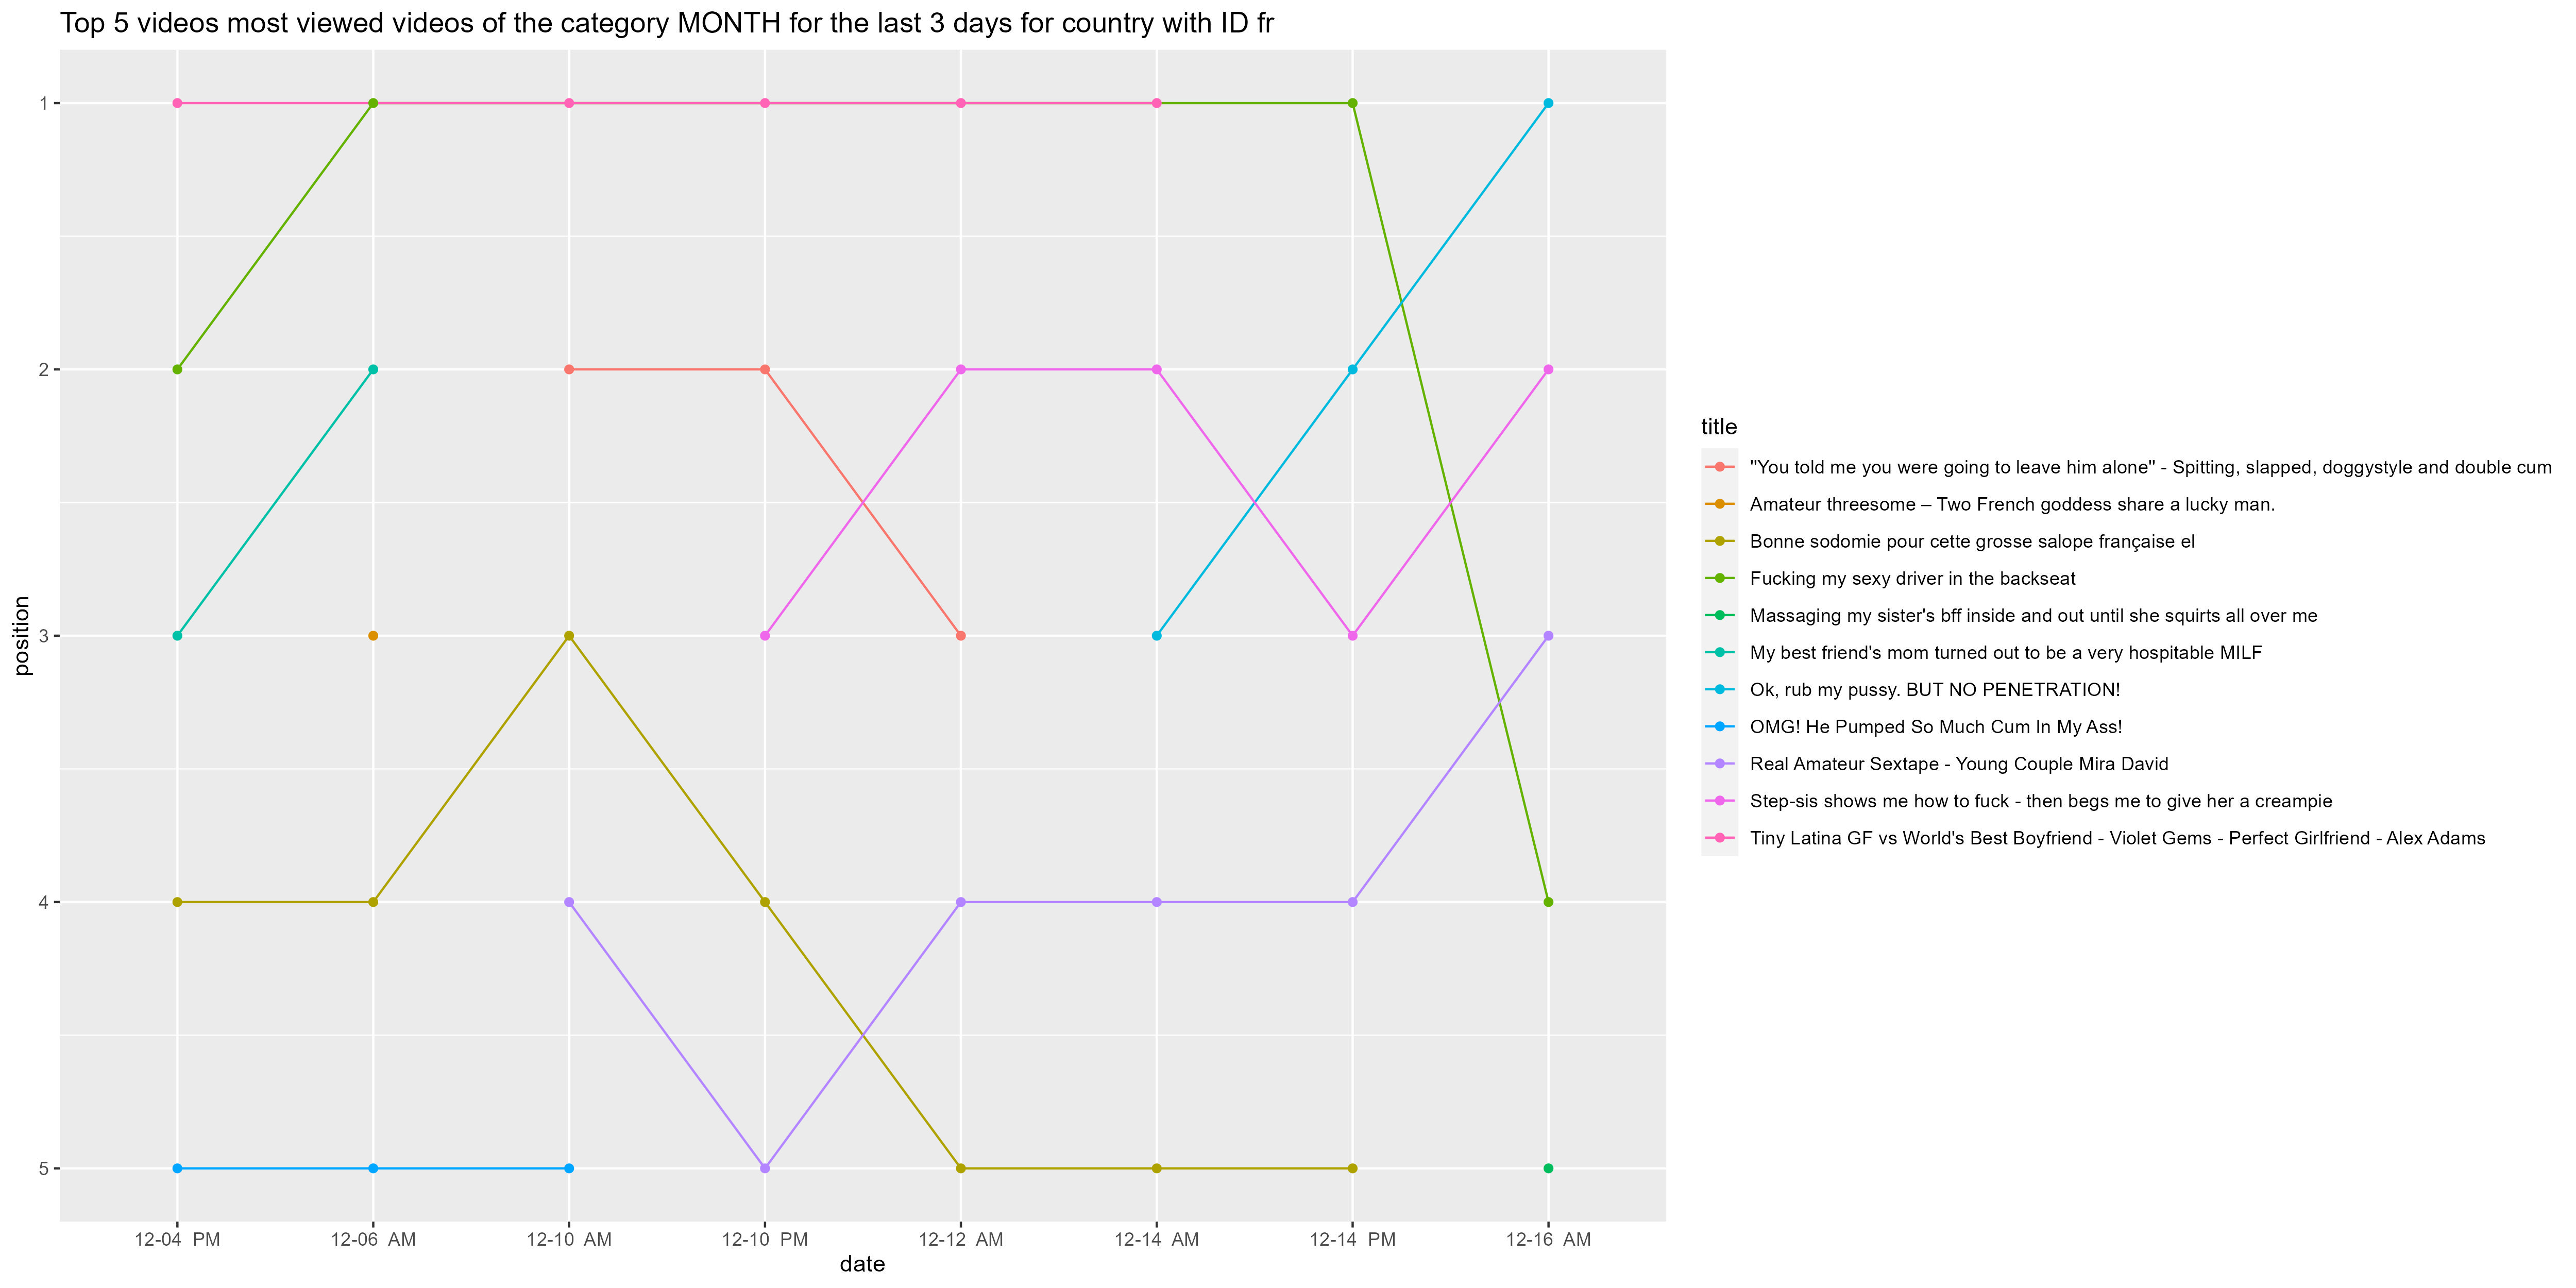 Top 5 videos most viewed videos of the category MONTH for the last 3 days for country with ID fr
position
1
2
3
4
5
12-04 PM
12-06 AM
12-10 AM
12-10 PM
12-12 AM
12-14 AM
12-14 PM
12-16 AM
date
title
"You told me you were going to leave him alone" - Spitting, slapped, doggystyle and double cum
Amateur threesome – Two French goddess share a lucky man.
Bonne sodomie pour cette grosse salope française el
Fucking my sexy driver in the backseat
Massaging my sister's bff inside and out until she squirts all over me
My best friend's mom turned out to be a very hospitable MILF
Ok, rub my pussy. BUT NO PENETRATION!
OMG! He Pumped So Much Cum In My Ass!
Real Amateur Sextape - Young Couple Mira David
Step-sis shows me how to fuck - then begs me to give her a creampie
Tiny Latina GF vs World's Best Boyfriend - Violet Gems - Perfect Girlfriend - Alex Adams